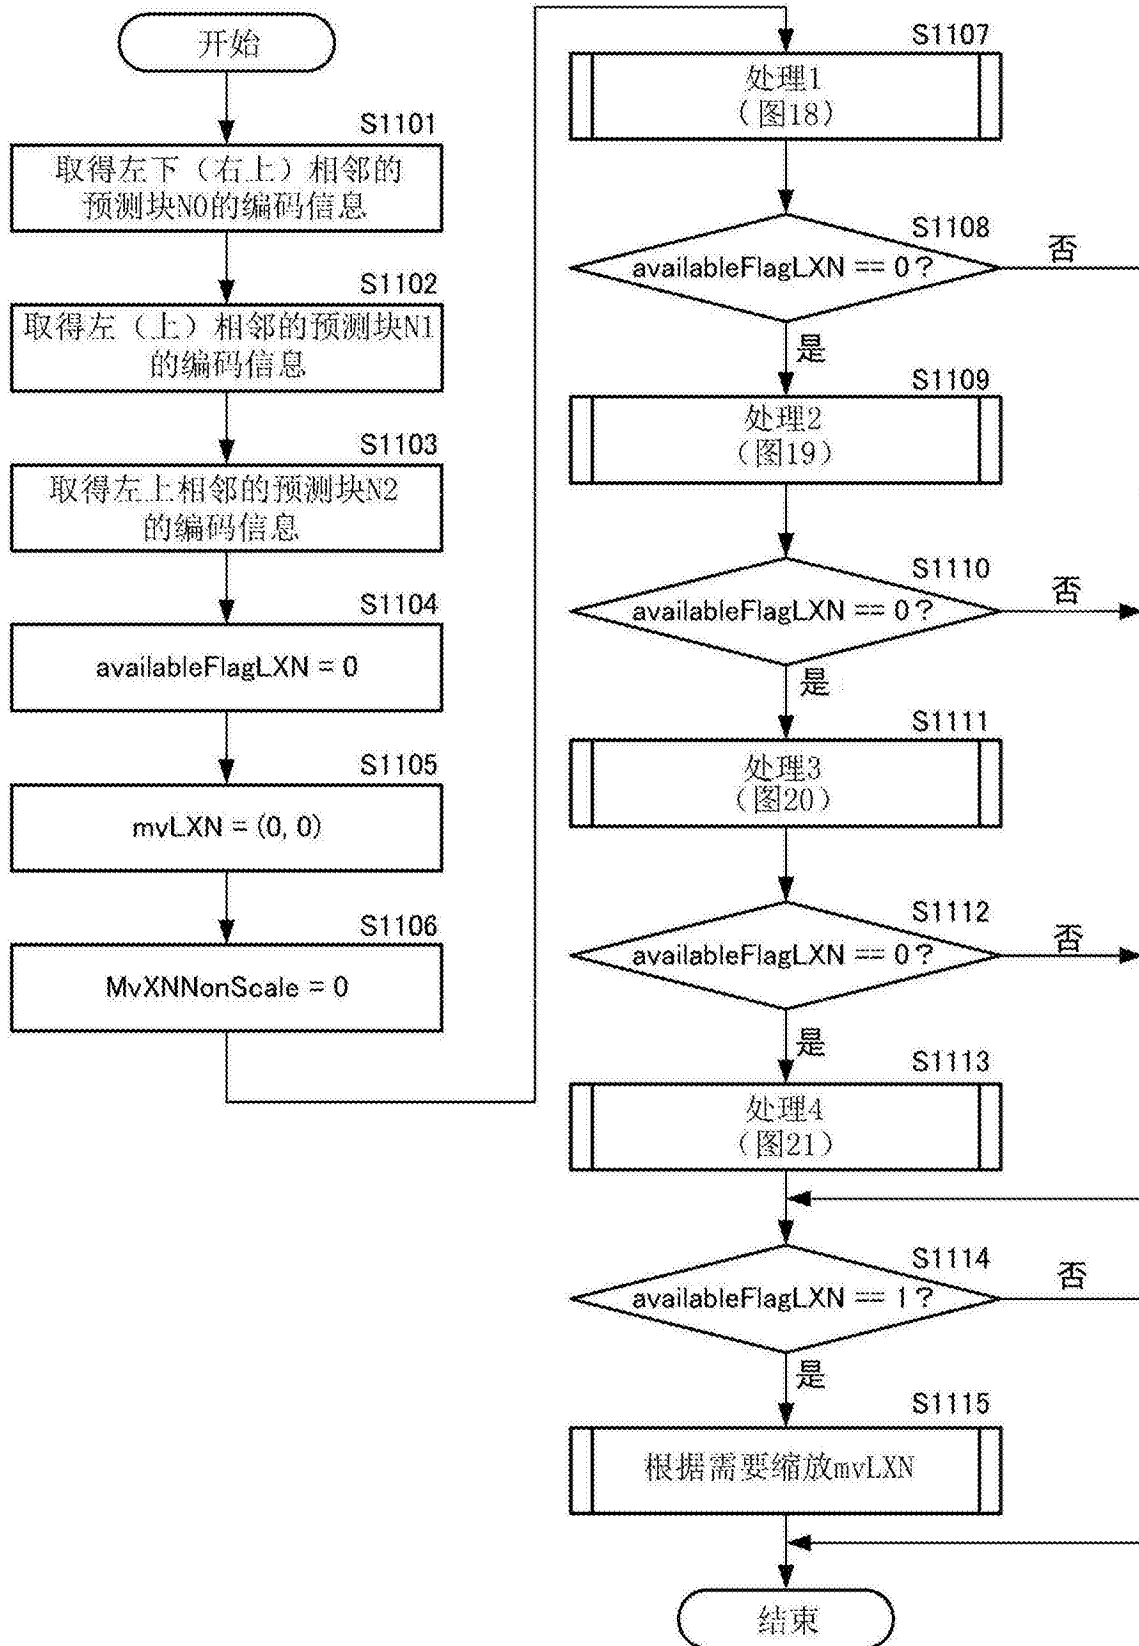 开始
S1101
取得左下（右上）相邻的
预测块N0的编码信息
S1102
取得左（上）相邻的预测块N1
的编码信息
S1103
取得左上相邻的预测块N2
的编码信息
S1104
availableFlagLXN = 0
S1105
mvLXN = (0, 0)
S1106
MvXNNonScale = 0
S1107
处理1
（图18）
S1108
availableFlagLXN == 0？
否
是
S1109
处理2
（图19）
S1110
availableFlagLXN == 0？
否
是
S1111
处理3
（图20）
S1112
availableFlagLXN == 0？
否
是
S1113
处理4
（图21）
S1114
availableFlagLXN == 1？
否
是
S1115
根据需要缩放mvLXN
结束